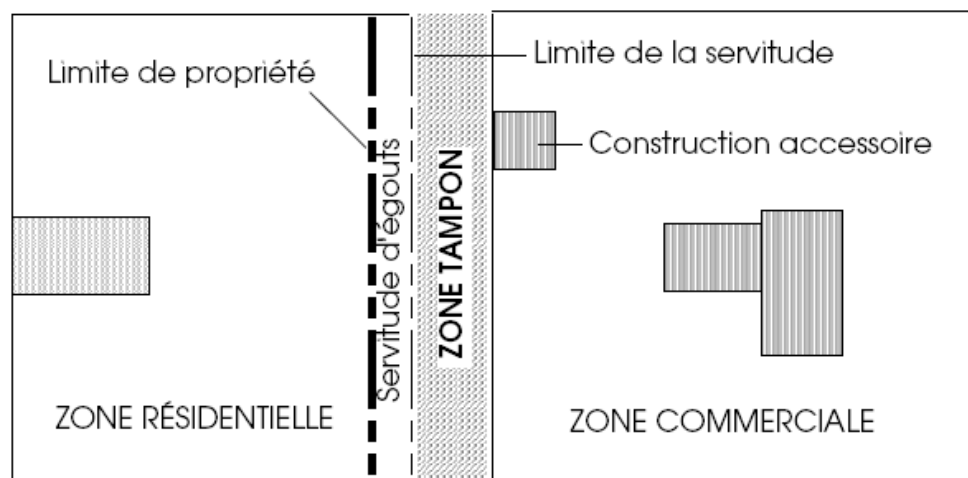 Limite de propriété
Limite de la servitude
Construction accessoire
Servitude d'égouts
ZONE TAMPON
ZONE RÉSIDENTIELLE
ZONE COMMERCIALE